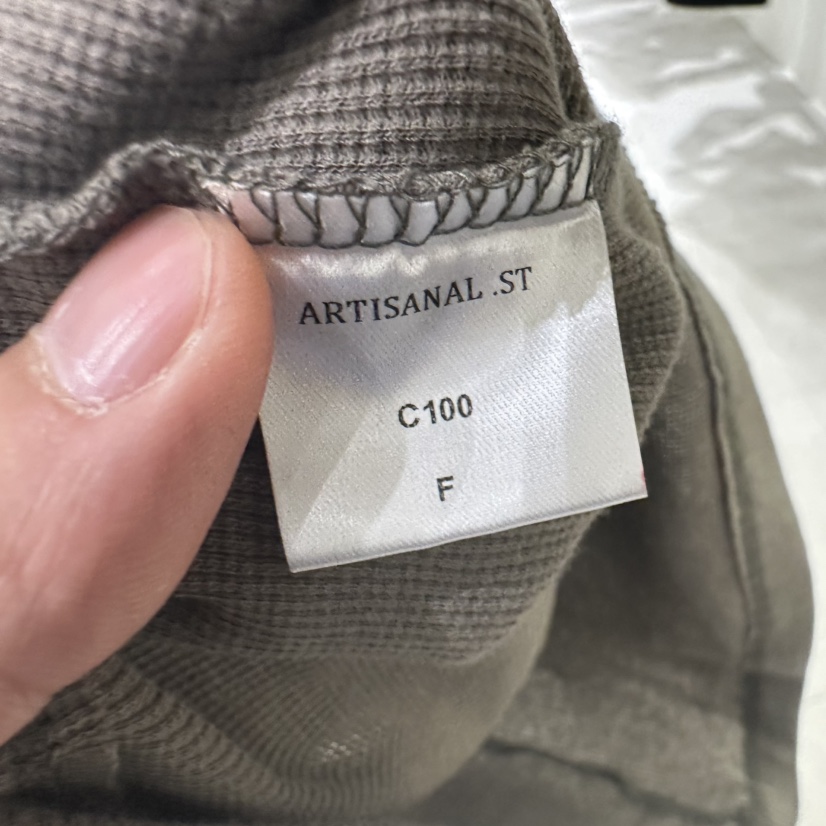 ARTISANAL .ST
C100
F